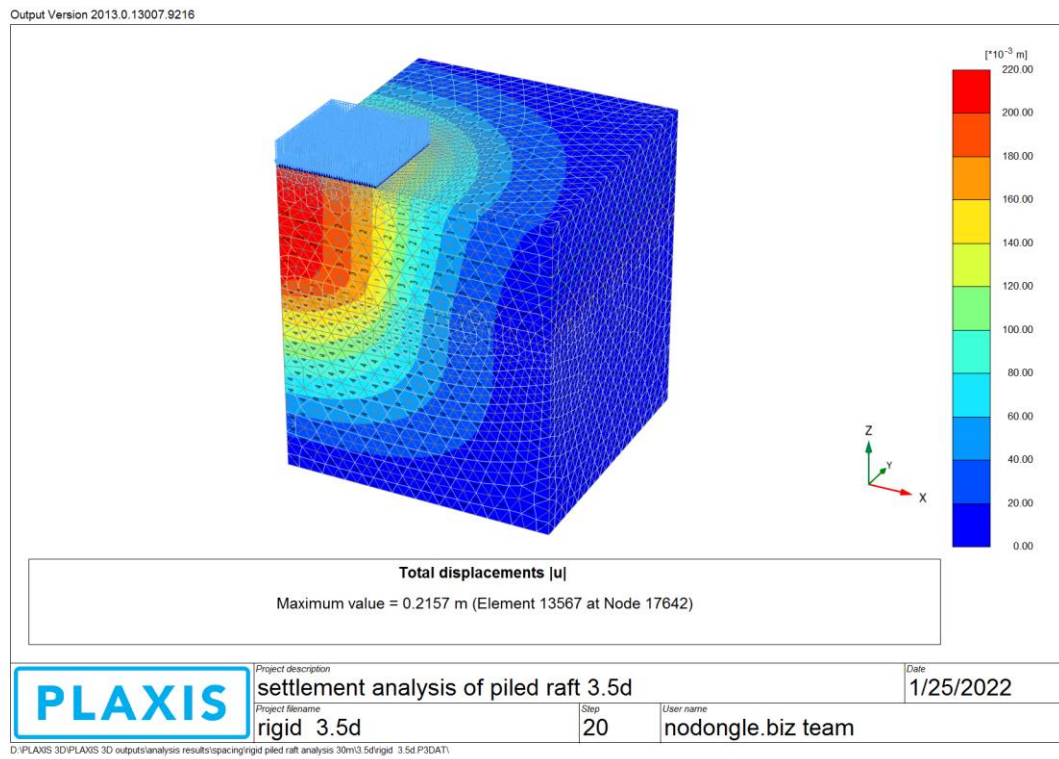 Output Version 2013.0.13007.9216
[*10-3 m]
220.00
200.00
180.00
160.00
140.00
120.00
100.00
80.00
60.00
40.00
20.00
0.00
Z
Y
X
Total displacements |u|
Maximum value = 0.2157 m (Element 13567 at Node 17642)
PLAXIS
Project description
settlement analysis of piled raft 3.5d
Date
1/25/2022
Project filename
rigid  3.5d
Step
20
User name
nodongle.biz team
D:\PLAXIS 3D\PLAXIS 3D outputs\analysis results\spacing\rigid piled raft analysis 30m\3.5d\rigid  3.5d.P3DAT\